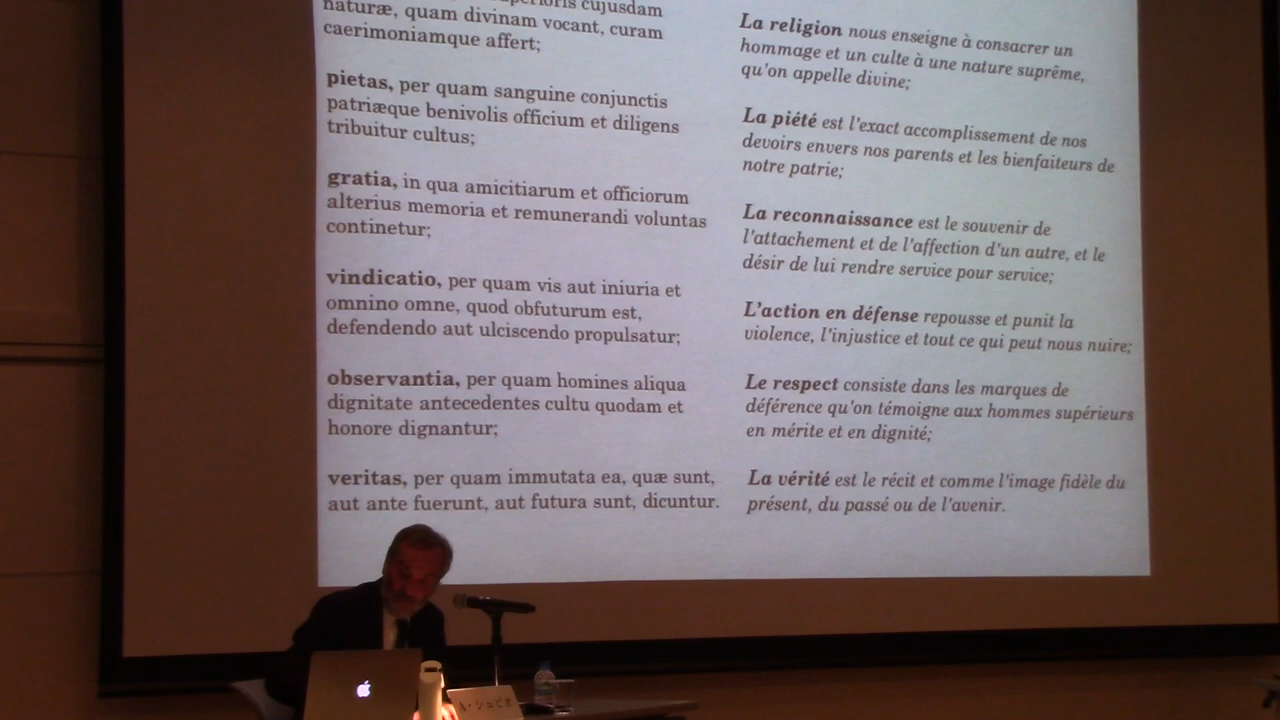 superioris cujusdam
naturæ, quam divinam vocant, curam
caerimoniamque affert;
pietas, per quam sanguine conjunctis
patriæque benivolis officium et diligens
tribuitur cultus;
gratia, in qua amicitiarum et officiorum
alterius memoria et remunerandi voluntas
continetur;
vindicatio, per quam vis aut iniuria et
omnino omne, quod obfuturum est,
defendendo aut ulciscendo propulsatur;
observantia, per quam homines aliqua
dignitate antecedentes cultu quodam et
honore dignantur;
veritas, per quam immutata ea, quæ sunt,
aut ante fuerunt, aut futura sunt, dicuntur.
La religion nous enseigne à consacrer un
hommage et un culte à une nature suprême,
qu'on appelle divine;
La piété est l'exact accomplissement de nos
devoirs envers nos parents et les bienfaiteurs de
notre patrie;
La reconnaissance est le souvenir de
l'attachement et de l'affection d'un autre, et le
désir de lui rendre service pour service;
L'action en défense repousse et punit la
violence, l'injustice et tout ce qui peut nous nuire;
Le respect consiste dans les marques de
déférence qu'on témoigne aux hommes supérieurs
en mérite et en dignité;
La vérité est le récit et comme l'image fidèle du
présent, du passé ou de l'avenir.
A・シュピオ